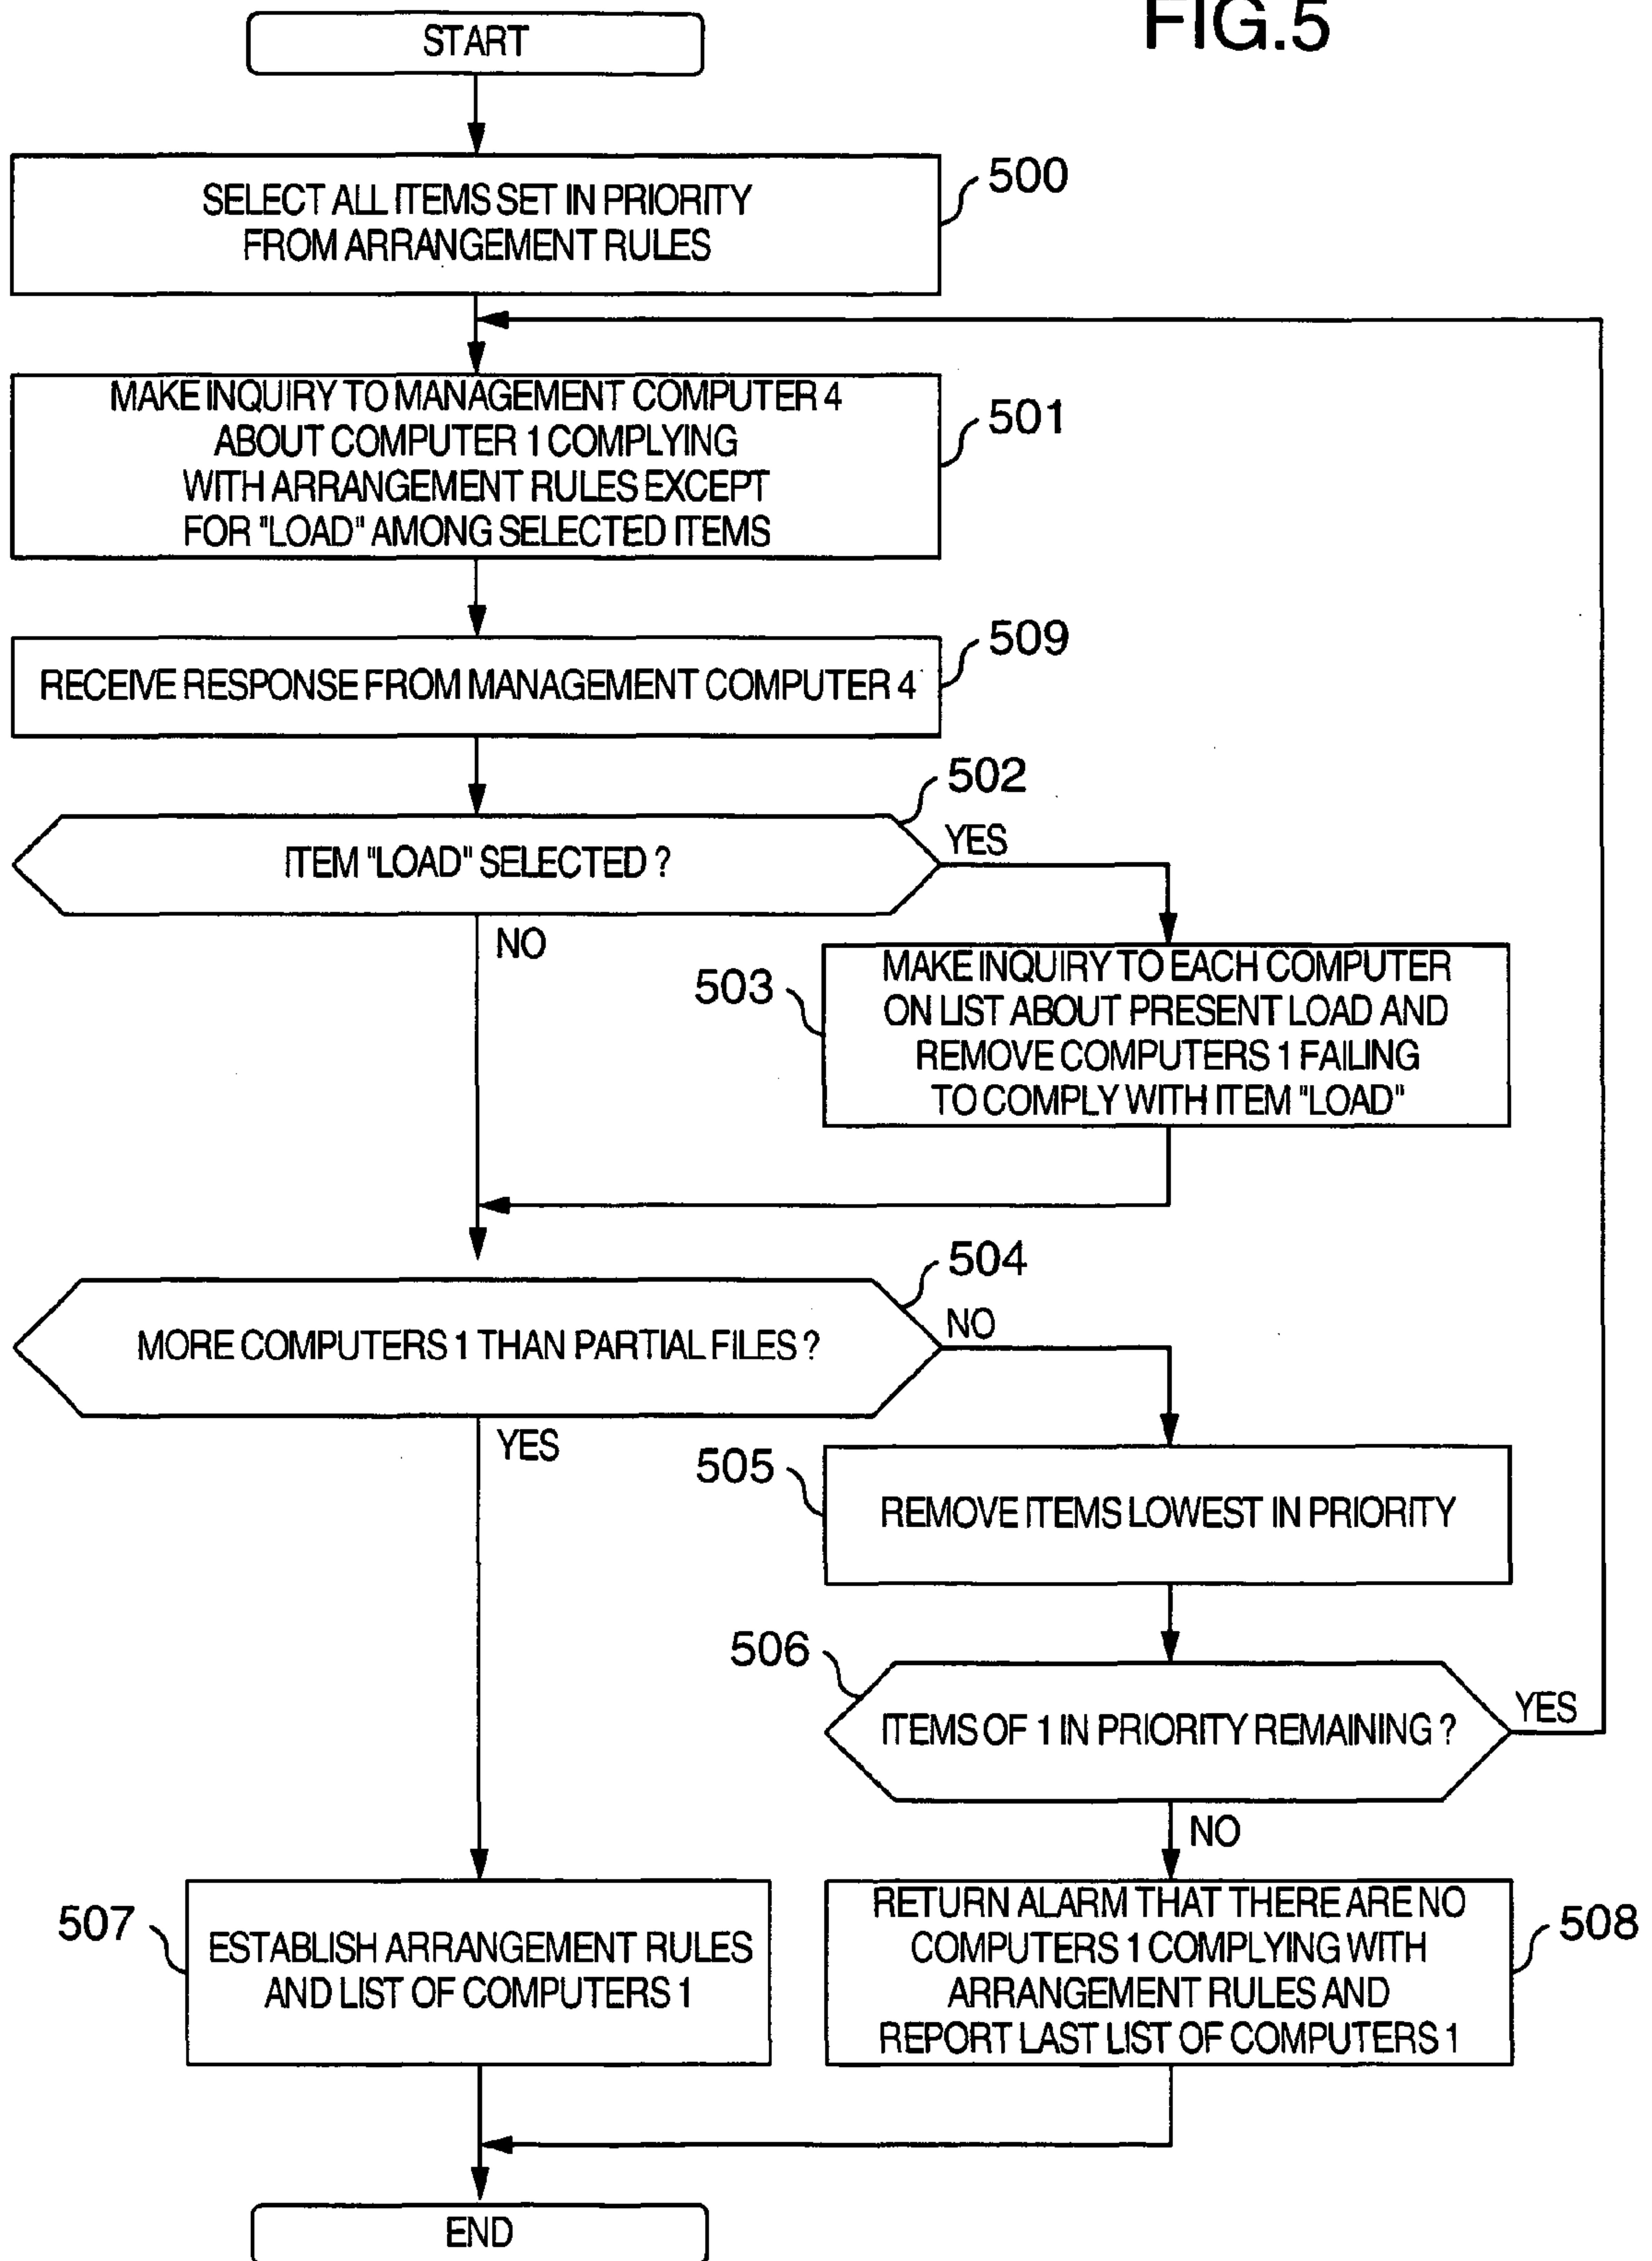 FIG.5
START
SELECT ALL ITEMS SET IN PRIORITY
FROM ARRANGEMENT RULES
500
MAKE INQUIRY TO MANAGEMENT COMPUTER 4
ABOUT COMPUTER 1 COMPLYING
WITH ARRANGEMENT RULES EXCEPT
FOR "LOAD" AMONG SELECTED ITEMS
501
RECEIVE RESPONSE FROM MANAGEMENT COMPUTER 4
509
ITEM "LOAD" SELECTED ?
502
YES
NO
503
MAKE INQUIRY TO EACH COMPUTER
ON LIST ABOUT PRESENT LOAD AND
REMOVE COMPUTERS 1 FAILING
TO COMPLY WITH ITEM "LOAD"
MORE COMPUTERS 1 THAN PARTIAL FILES ?
504
NO
YES
505
REMOVE ITEMS LOWEST IN PRIORITY
506
ITEMS OF 1 IN PRIORITY REMAINING ?
YES
NO
507
ESTABLISH ARRANGEMENT RULES
AND LIST OF COMPUTERS 1
RETURN ALARM THAT THERE ARE NO
COMPUTERS 1 COMPLYING WITH
ARRANGEMENT RULES AND
REPORT LAST LIST OF COMPUTERS 1
508
END